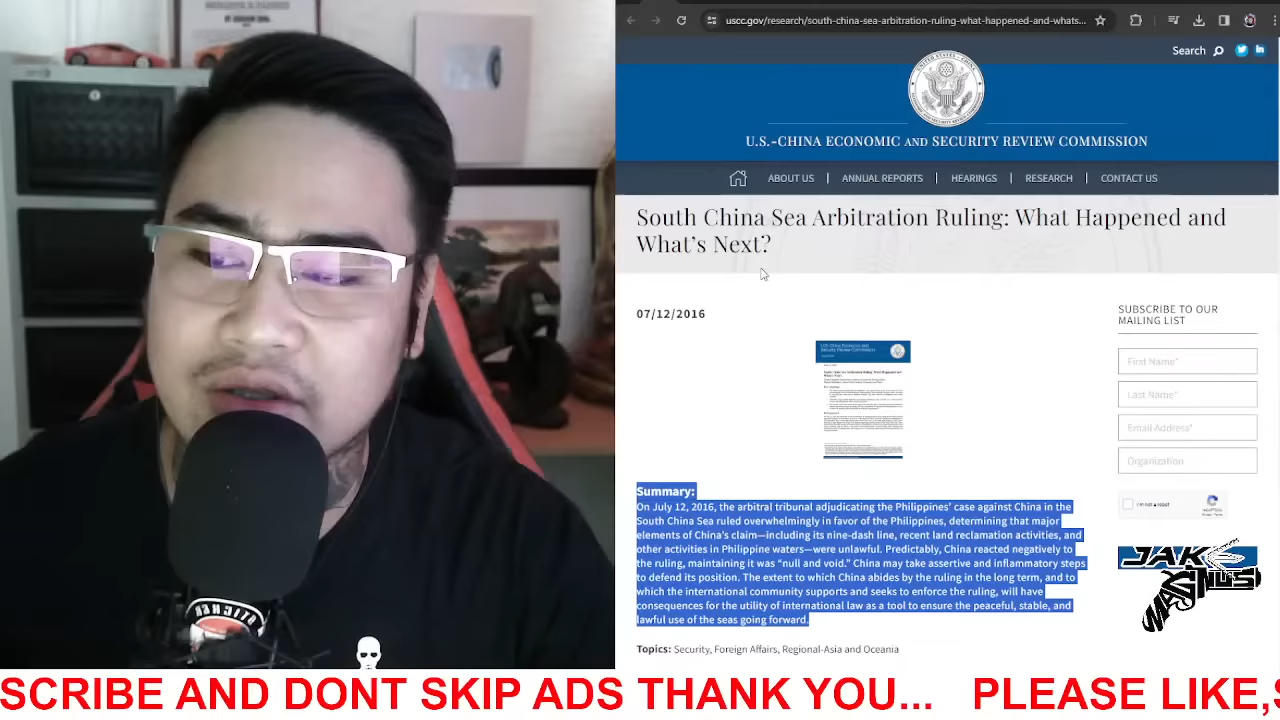 uscc.gov/research/south-china-sea-arbitration-ruling-what-happened-and-whats...
Search
UNITED STATES - CHINA
U.S.-CHINA ECONOMIC AND SECURITY REVIEW COMMISSION
ABOUT US | ANNUAL REPORTS | HEARINGS | RESEARCH | CONTACT US
South China Sea Arbitration Ruling: What Happened and
What's Next?
07/12/2016
SUBSCRIBE TO OUR
MAILING LIST
First Name*
Last Name*
Email Address*
Organization
I'm not a robot
Summary:
On July 12, 2016, the arbitral tribunal adjudicating the Philippines' case against China in the
South China Sea ruled overwhelmingly in favor of the Philippines, determining that major
elements of China's claim—including its nine-dash line, recent land reclamation activities, and
other activities in Philippine waters—were unlawful. Predictably, China reacted negatively to
the ruling, maintaining it was “null and void.” China may take assertive and inflammatory steps
to defend its position. The extent to which China abides by the ruling in the long term, and to
which the international community supports and seeks to enforce the ruling, will have
consequences for the utility of international law as a tool to ensure the peaceful, stable, and
lawful use of the seas going forward.
Topics: Security, Foreign Affairs, Regional-Asia and Oceania
SCRIBE AND DONT SKIP ADS THANK YOU... PLEASE LIKE,S